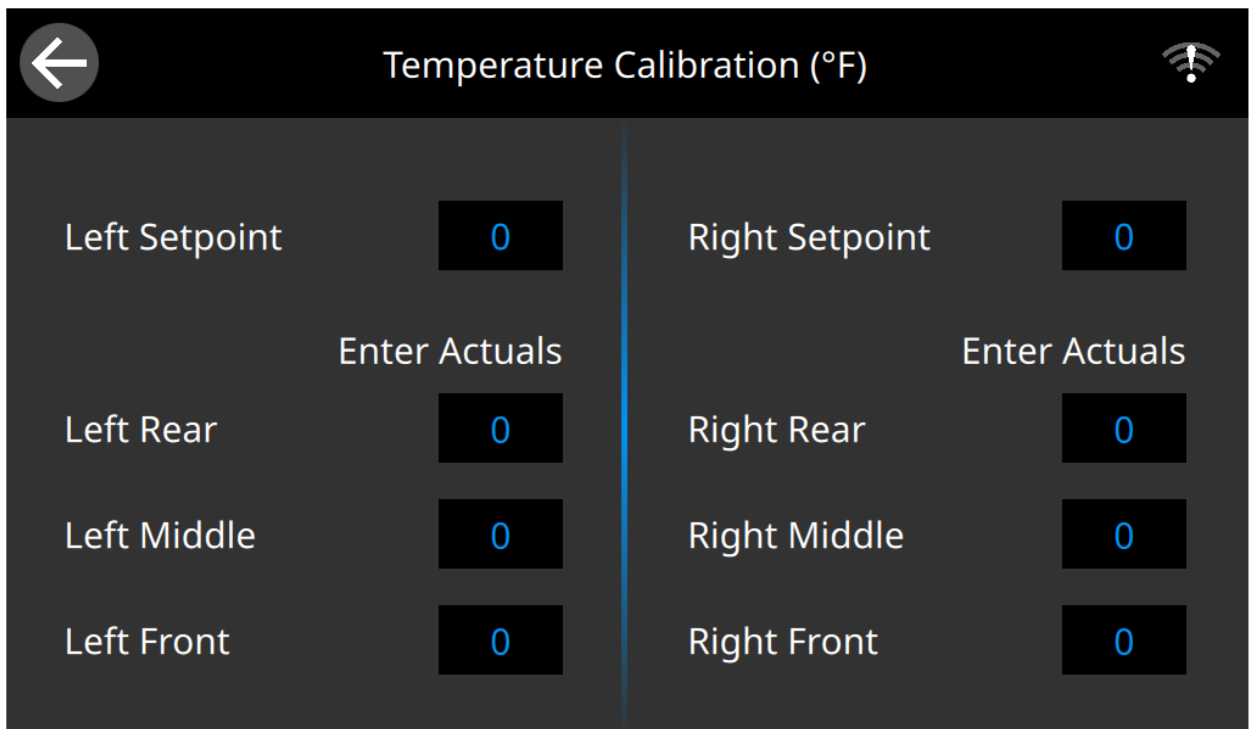 Temperature Calibration (°F)
Left Setpoint 0
Enter Actuals
Left Rear 0
Left Middle 0
Left Front 0
Right Setpoint 0
Enter Actuals
Right Rear 0
Right Middle 0
Right Front 0